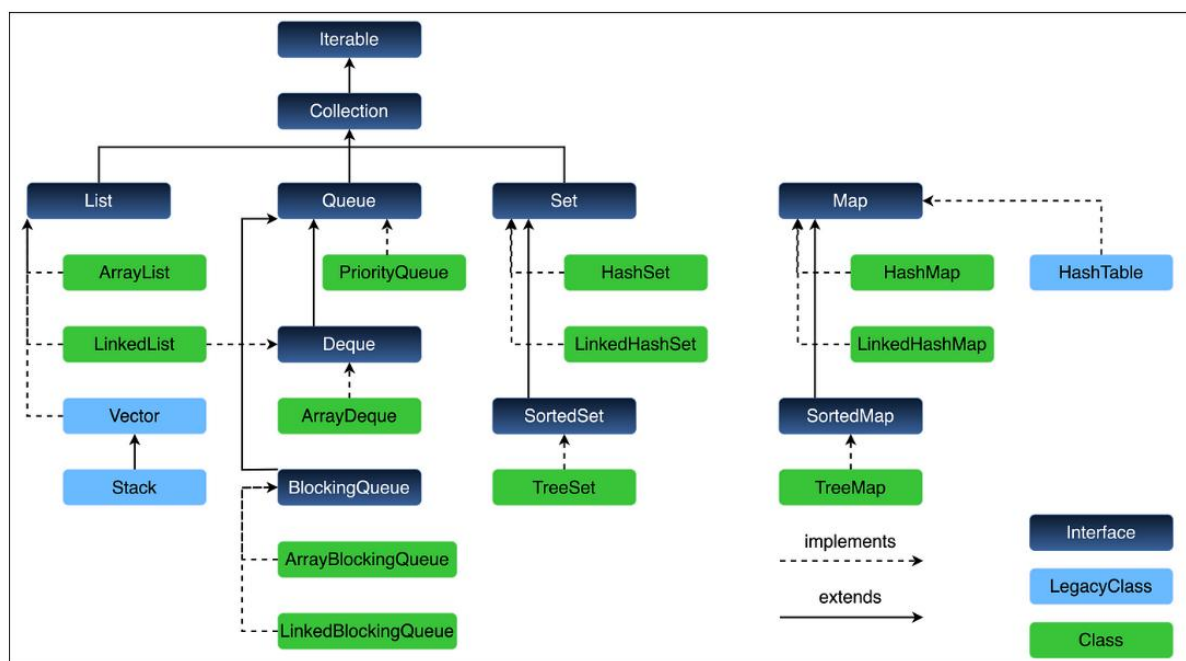 Iterable
Collection
List
Queue
Set
Map
ArrayList
PriorityQueue
HashSet
HashMap
HashTable
LinkedList
Deque
LinkedHashSet
LinkedHashMap
Vector
ArrayDeque
SortedSet
SortedMap
Stack
BlockingQueue
TreeSet
TreeMap
Interface
implements
ArrayBlockingQueue
LegacyClass
extends
LinkedBlockingQueue
Class